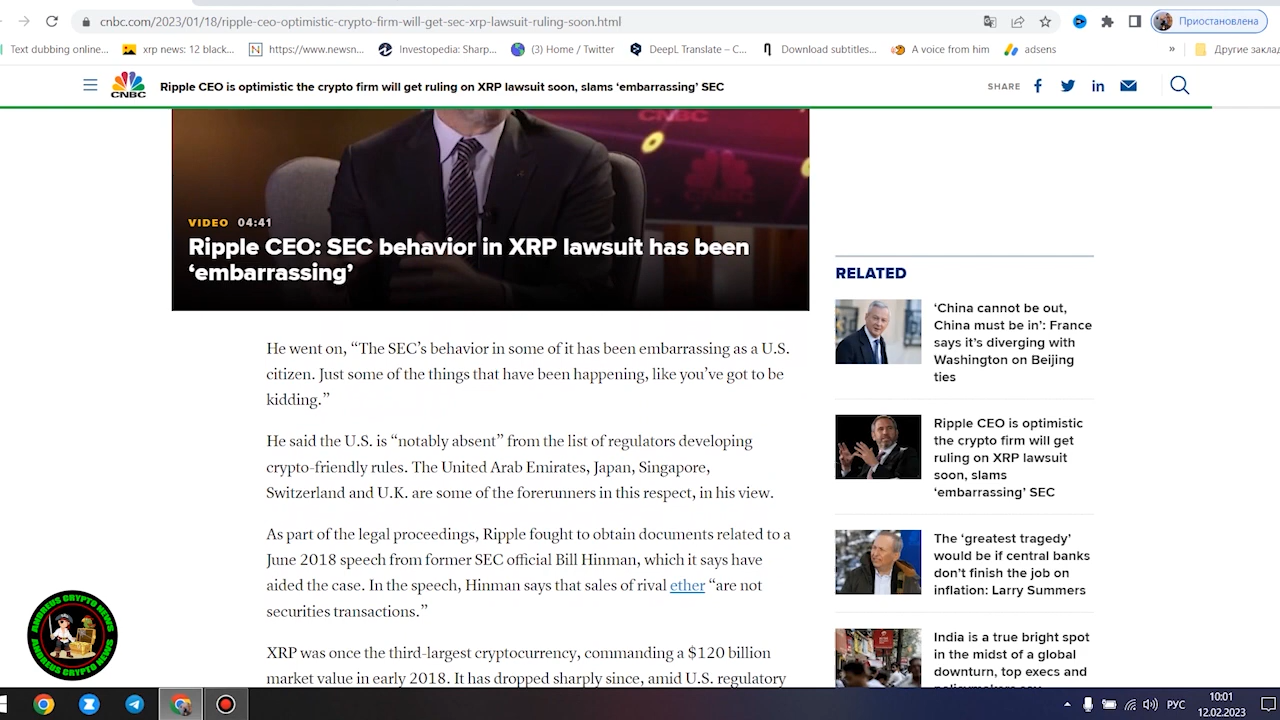 cnbc.com/2023/01/18/ripple-ceo-optimistic-crypto-firm-will-get-sec-xrp-lawsuit-ruling-soon.html
Приостановлена
Text dubbing online...
xrp news: 12 black...
https://www.newsn...
Investopedia: Sharp...
(3) Home / Twitter
DeepL Translate – C...
Download subtitles...
A voice from him
adsens
»
Другие закла
CNBC
Ripple CEO is optimistic the crypto firm will get ruling on XRP lawsuit soon, slams ‘embarrassing’ SEC
SHARE
CNBC
VIDEO 04:41
Ripple CEO: SEC behavior in XRP lawsuit has been
‘embarrassing’
He went on, “The SEC’s behavior in some of it has been embarrassing as a U.S.
citizen. Just some of the things that have been happening, like you’ve got to be
kidding.”
He said the U.S. is “notably absent” from the list of regulators developing
crypto-friendly rules. The United Arab Emirates, Japan, Singapore,
Switzerland and U.K. are some of the forerunners in this respect, in his view.
As part of the legal proceedings, Ripple fought to obtain documents related to a
June 2018 speech from former SEC official Bill Hinman, which it says have
aided the case. In the speech, Hinman says that sales of rival ether “are not
securities transactions.”
XRP was once the third-largest cryptocurrency, commanding a $120 billion
market value in early 2018. It has dropped sharply since, amid U.S. regulatory
RELATED
‘China cannot be out,
China must be in’: France
says it’s diverging with
Washington on Beijing
ties
Ripple CEO is optimistic
the crypto firm will get
ruling on XRP lawsuit
soon, slams
‘embarrassing’ SEC
The ‘greatest tragedy’
would be if central banks
don’t finish the job on
inflation: Larry Summers
India is a true bright spot
in the midst of a global
downturn, top execs and
ANDREUS CRYPTO NEWS
ANDREUS CRYPTO NEWS
РУС
10:01
12.02.2023